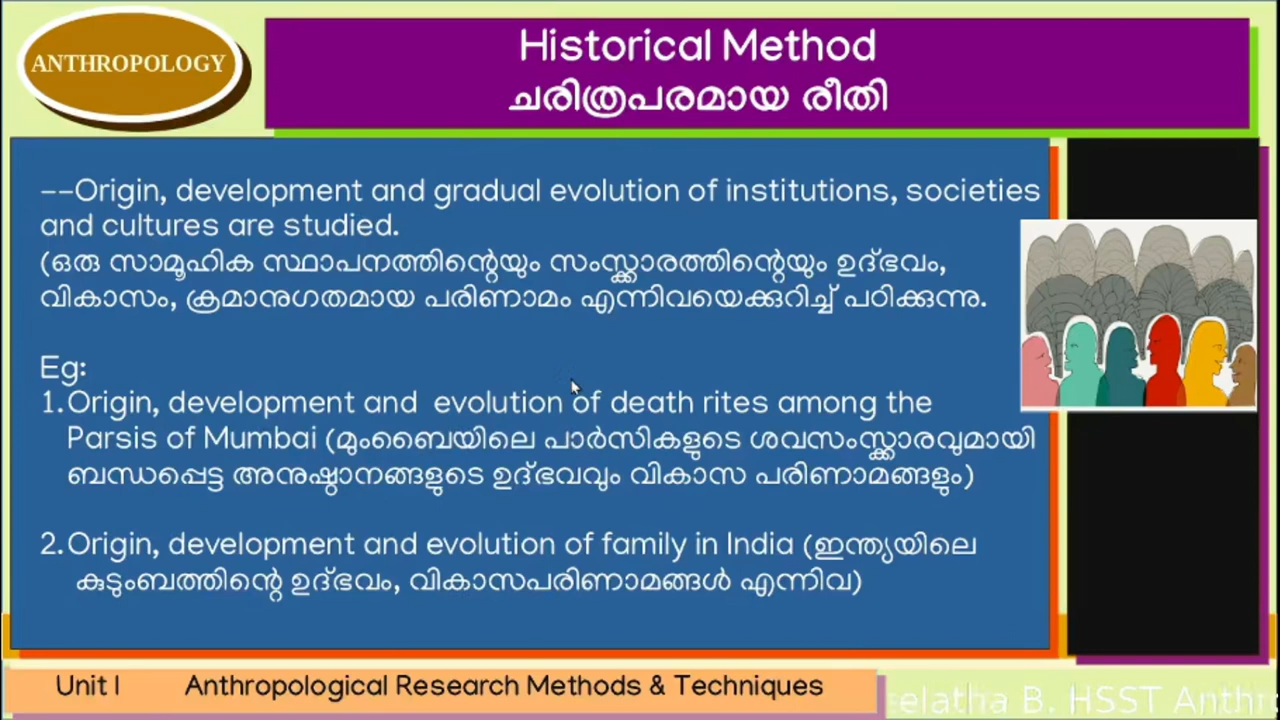 ANTHROPOLOGY
Historical Method
ചരിത്രപരമായ രീതി
--Origin, development and gradual evolution of institutions, societies
and cultures are studied.
(ഒരു സാമൂഹിക സ്ഥാപനത്തിന്റെയും സംസ്ക്കാരത്തിന്റെയും ഉദ്ഭവം,
വികാസം, ക്രമാനുഗതമായ പരിണാമം എന്നിവയെക്കുറിച്ച് പഠിക്കുന്നു.
Eg:
1.Origin, development and evolution of death rites among the
Parsis of Mumbai (മുംബൈയിലെ പാർസികളുടെ ശവസംസ്ക്കാരവുമായി
ബന്ധപ്പെട്ട അനുഷ്ഠാനങ്ങളുടെ ഉദ്ഭവവും വികാസ പരിണാമങ്ങളും)
2.Origin, development and evolution of family in India (ഇന്ത്യയിലെ
കുടുംബത്തിന്റെ ഉദ്ഭവം, വികാസപരിണാമങ്ങൾ എന്നിവ)
Unit I Anthropological Research Methods & Techniques
B. HSST